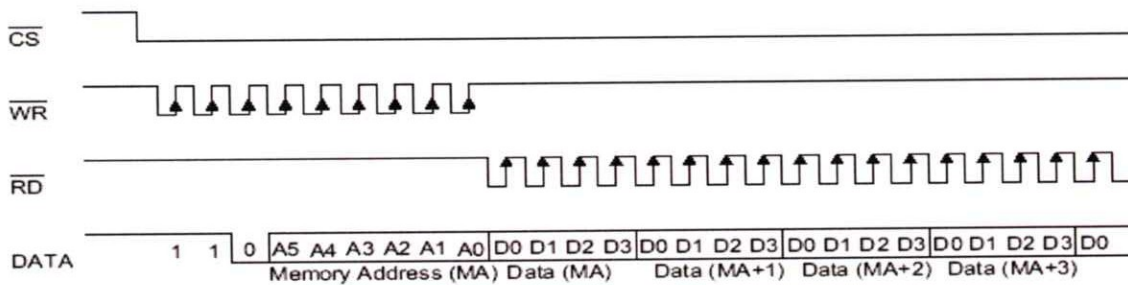 CS
WR
RD
DATA 1 1 0 A5 A4 A3 A2 A1 A0 D0 D1 D2 D3 D0 D1 D2 D3 D0 D1 D2 D3 D0 D1 D2 D3 D0
Memory Address (MA) Data (MA) Data (MA+1) Data (MA+2) Data (MA+3)